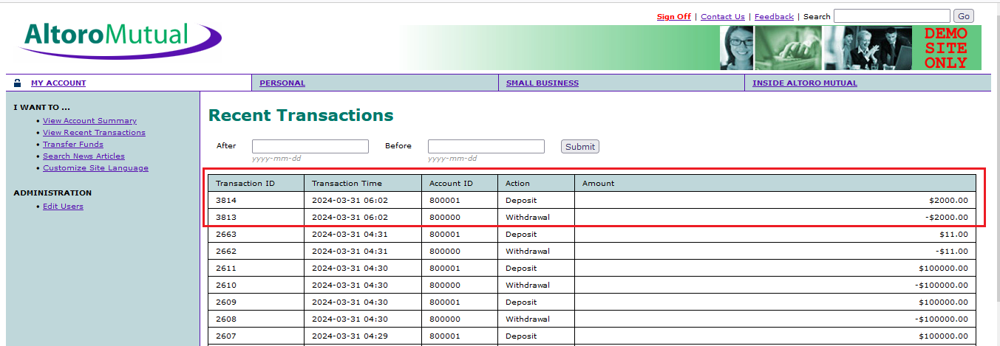 Sign Off | Contact Us | Feedback | Search Go
AltoroMutual
DEMO
SITE
ONLY
MY ACCOUNT PERSONAL SMALL BUSINESS INSIDE ALTORO MUTUAL
I WANT TO ...
• View Account Summary
• View Recent Transactions
• Transfer Funds
• Search News Articles
• Customize Site Language
ADMINISTRATION
• Edit Users
Recent Transactions
After Before Submit
yyyy-mm-dd yyyy-mm-dd
Transaction ID Transaction Time Account ID Action Amount
3814 2024-03-31 06:02 800001 Deposit $2000.00
3813 2024-03-31 06:02 800000 Withdrawal -$2000.00
2663 2024-03-31 04:31 800001 Deposit $11.00
2662 2024-03-31 04:31 800000 Withdrawal -$11.00
2611 2024-03-31 04:30 800001 Deposit $100000.00
2610 2024-03-31 04:30 800000 Withdrawal -$100000.00
2609 2024-03-31 04:30 800001 Deposit $100000.00
2608 2024-03-31 04:30 800000 Withdrawal -$100000.00
2607 2024-03-31 04:29 800001 Deposit $100000.00